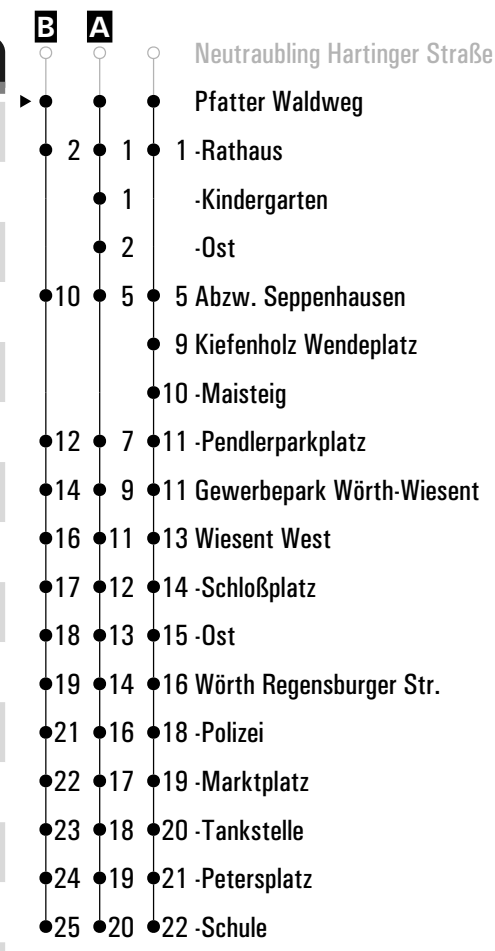 B A
Neutraubling Hartinger Straße
Pfatter Waldweg
2 1 1 -Rathaus
1 -Kindergarten
2 -Ost
10 5 5 Abzw. Seppenhausen
9 Kiefenholz Wendeplatz
10 -Maisteig
12 7 11 -Pendlerparkplatz
14 9 11 Gewerbepark Wörth-Wiesent
16 11 13 Wiesent West
17 12 14 -Schloßplatz
18 13 15 -Ost
19 14 16 Wörth Regensburger Str.
21 16 18 -Polizei
22 17 19 -Marktplatz
23 18 20 -Tankstelle
24 19 21 -Petersplatz
25 20 22 -Schule